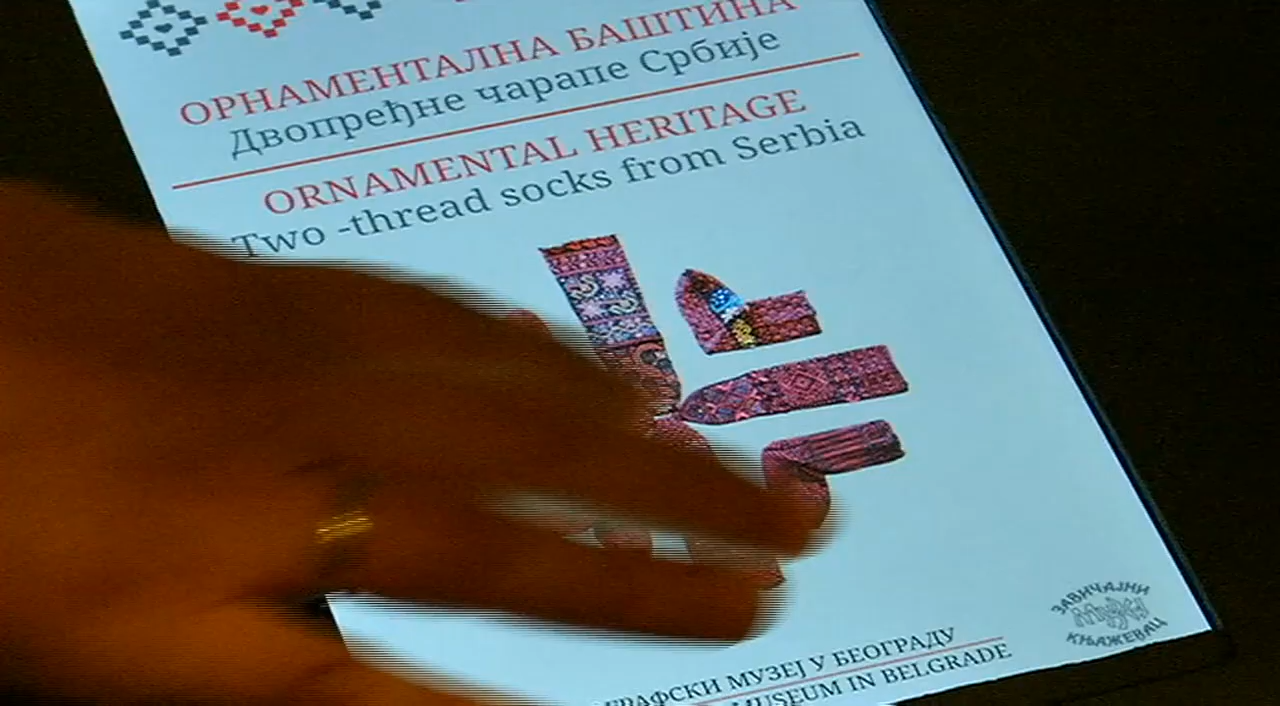 ОРНАМЕНТАЛНА БАШТИНА
Двопређне чарапе Србије
ORNAMENTAL HERITAGE
Two -thread socks from Serbia
ЗАВИЧАЈНИ
КЊАЖЕВАЦ
МУЗЕЈ У БЕОГРАДУ
MUSEUM IN BELGRADE